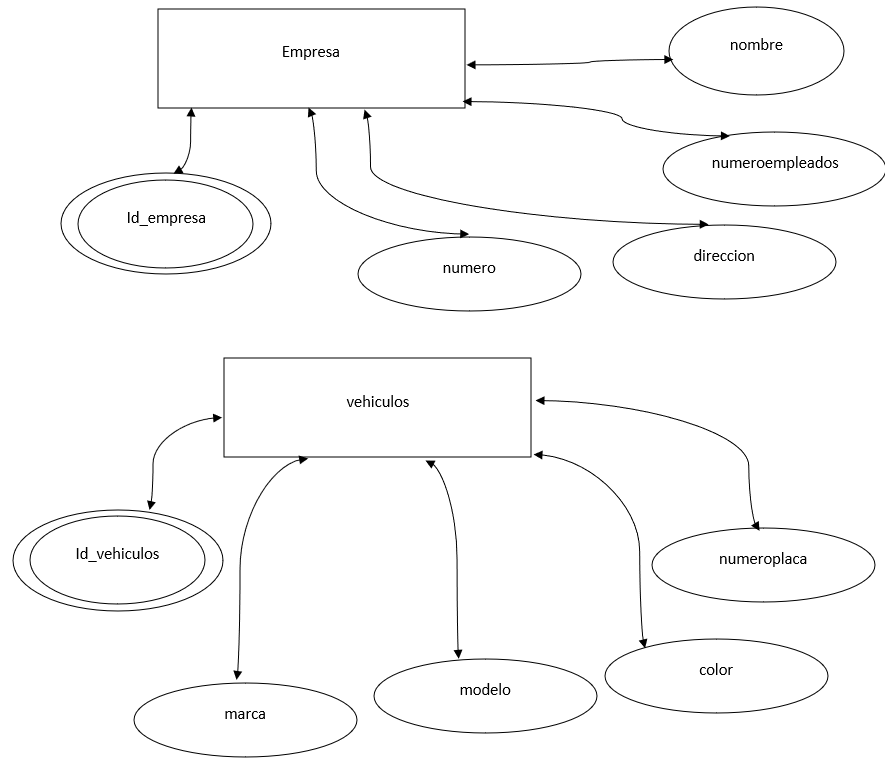 Empresa
nombre
numeroempleados
Id_empresa
direccion
numero
vehiculos
Id_vehiculos
numeroplaca
color
modelo
marca